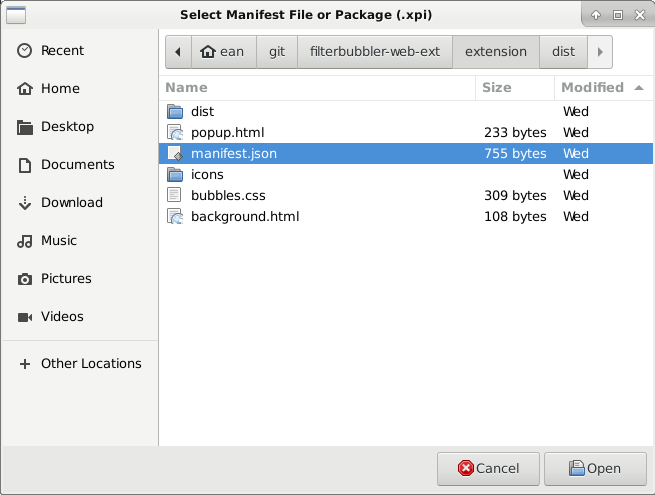 Select Manifest File or Package (.xpi)
Recent
Home
Desktop
Documents
Download
Music
Pictures
Videos
Other Locations
ean git filterbubbler-web-ext extension dist
Name Size Modified
dist Wed
popup.html 233 bytes Wed
manifest.json 755 bytes Wed
icons Wed
bubbles.css 309 bytes Wed
background.html 108 bytes Wed
Cancel Open